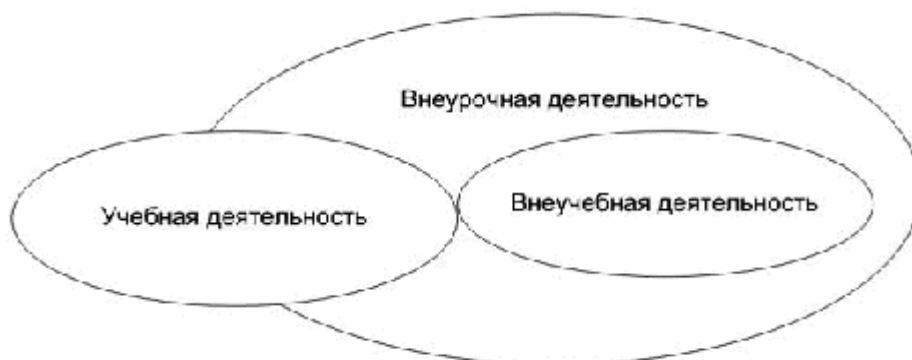 Внеурочная деятельность
Учебная деятельность
Внеучебная деятельность